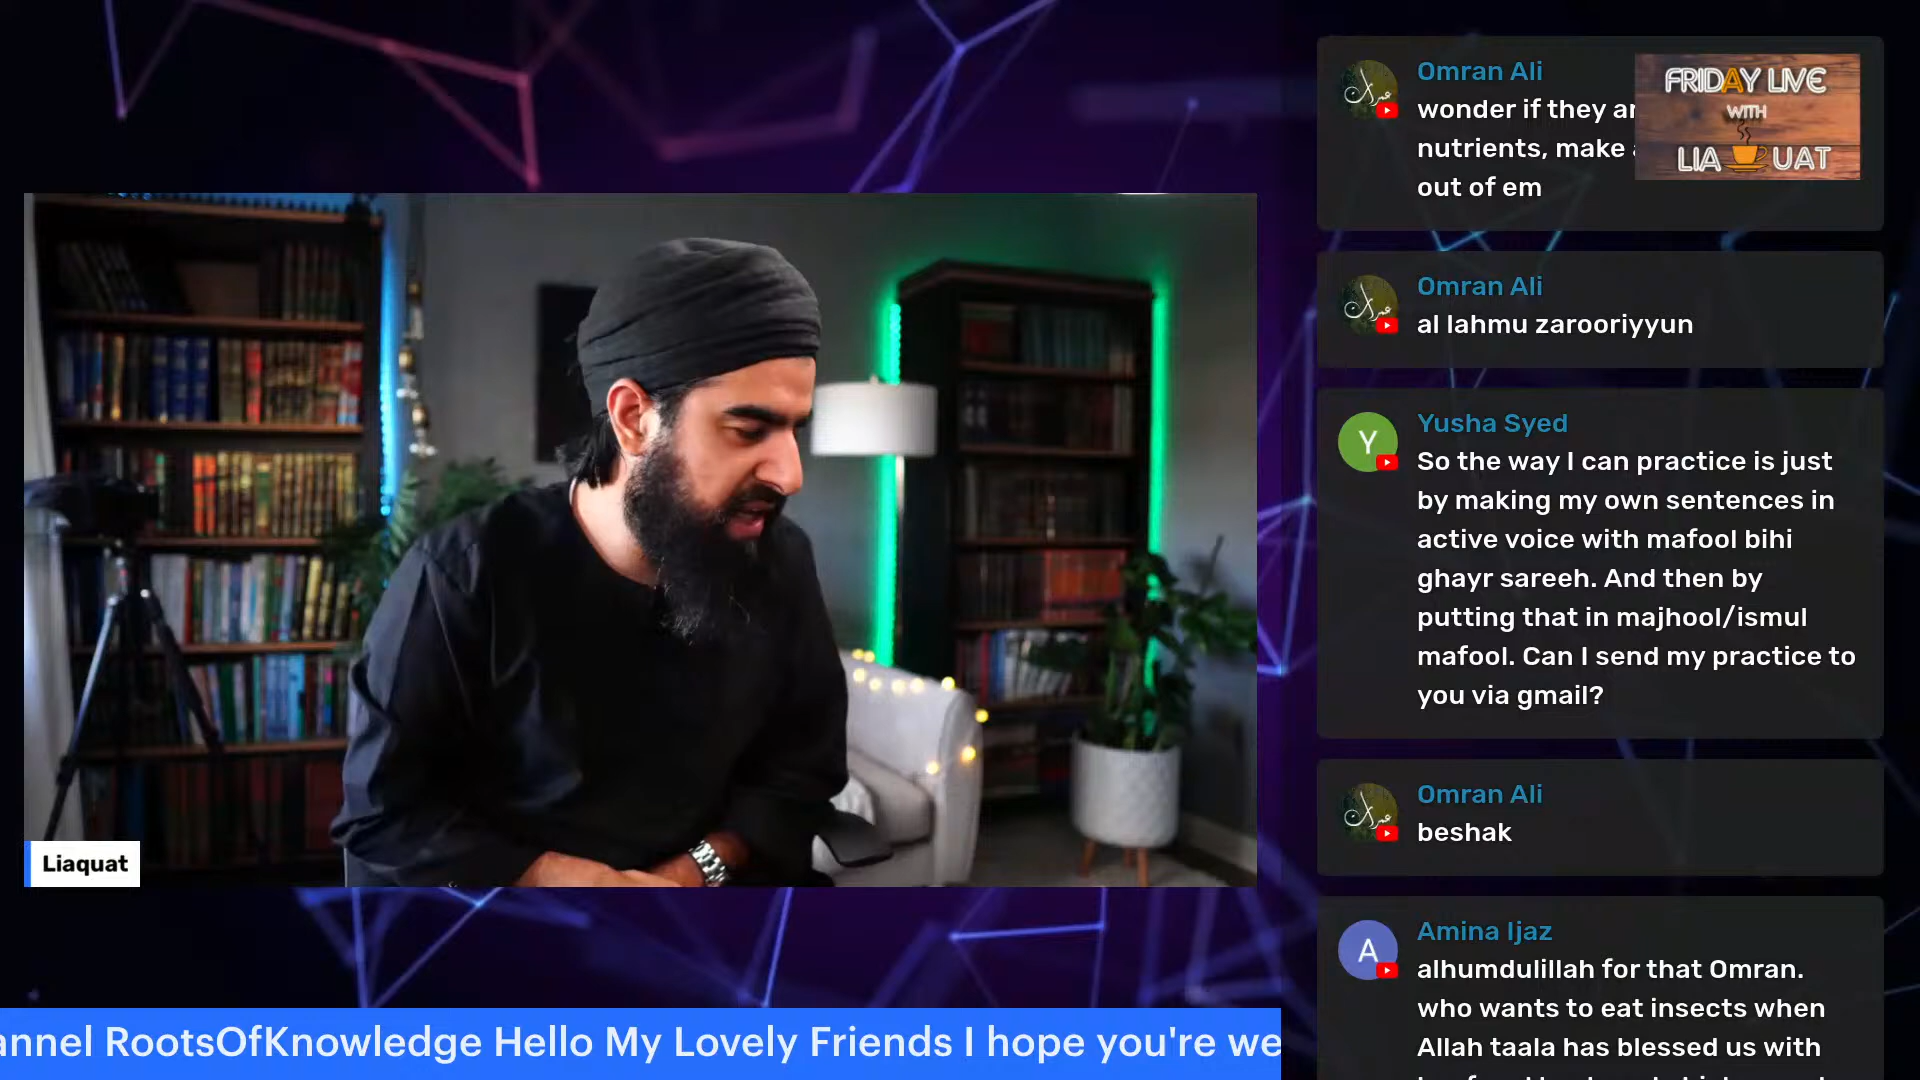 Omran Ali
wonder if they
nutrients, make
out of em
FRIDAY LIVE
WITH
LIA UAT
Omran Ali
al lahmu zarooriyyun
Y
Yusha Syed
So the way I can practice is just
by making my own sentences in
active voice with mafool bihi
ghayr sareeh. And then by
putting that in majhool/ismul
mafool. Can I send my practice to
you via gmail?
Omran Ali
beshak
A
Amina Ijaz
alhumdulillah for that Omran.
who wants to eat insects when
Allah taala has blessed us with
Liaquat
annel RootsOfKnowledge Hello My Lovely Friends I hope you're we